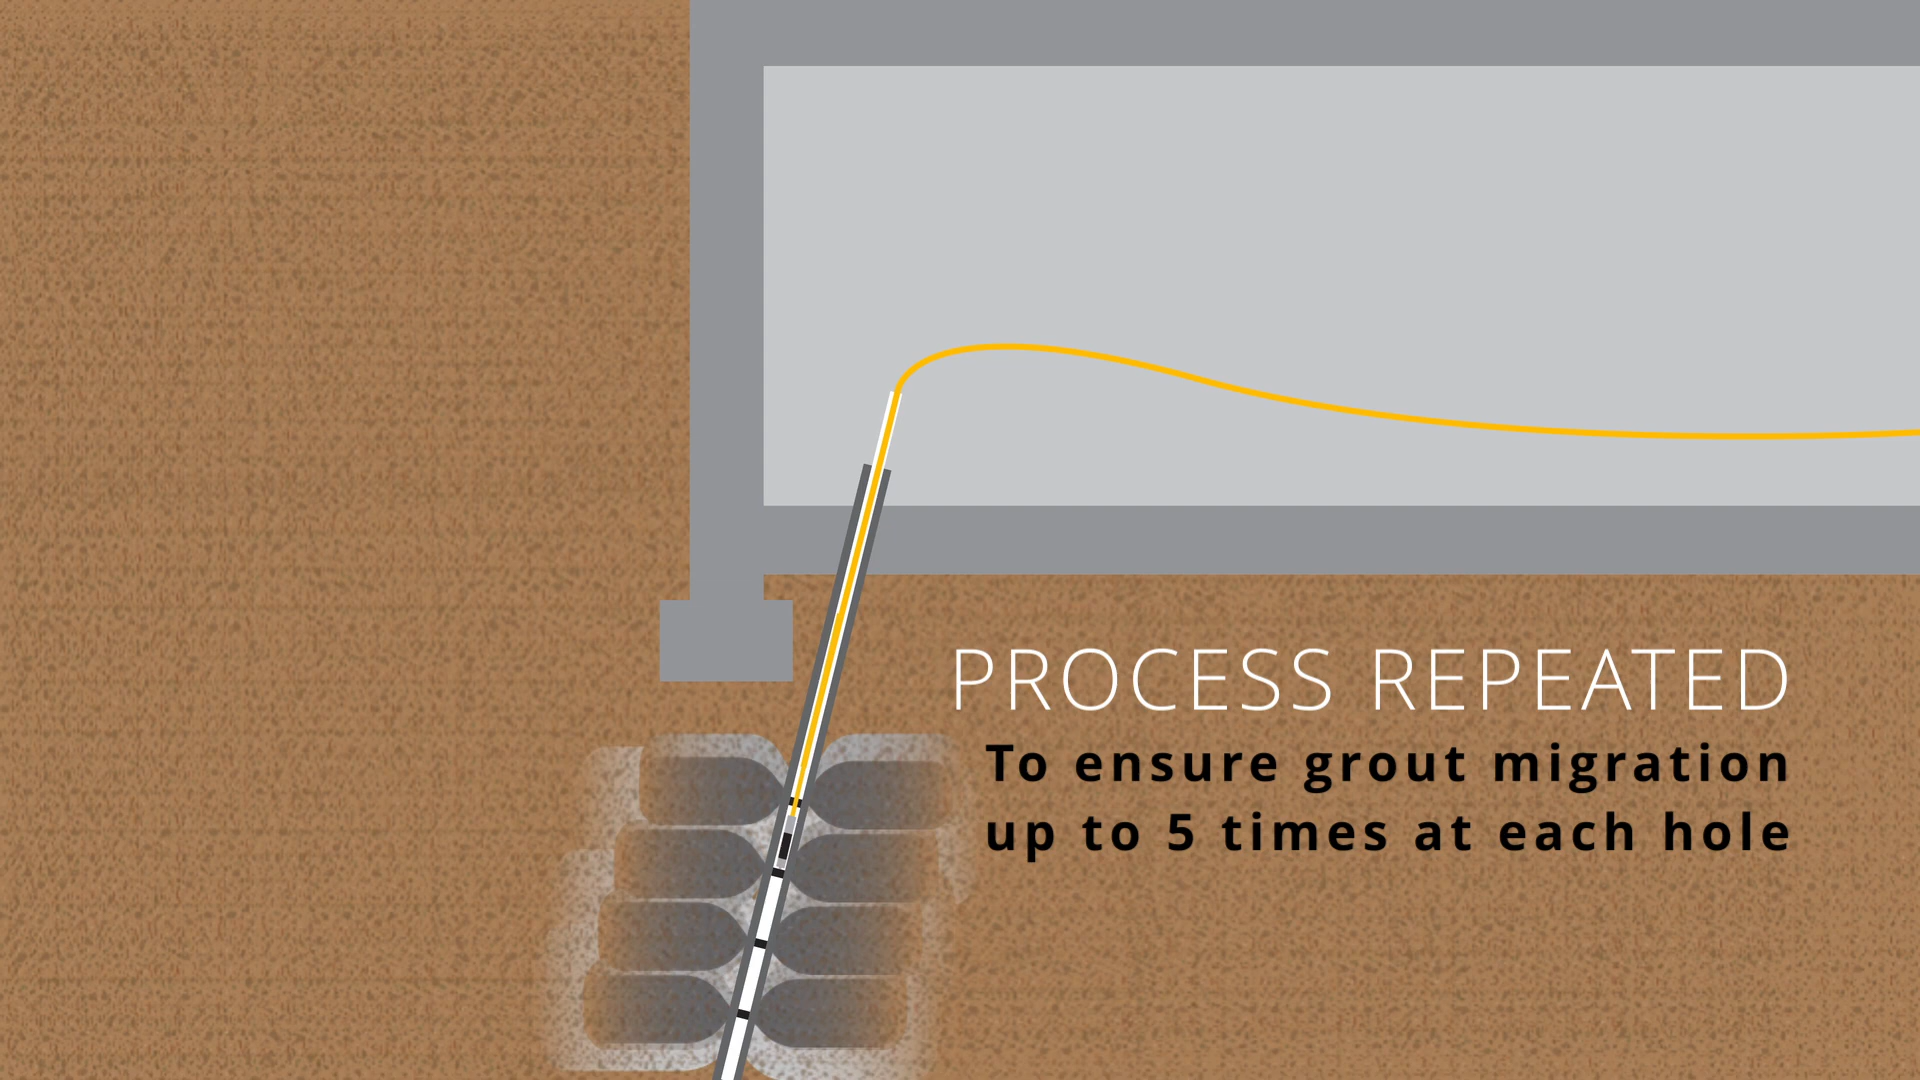 PROCESS REPEATED
To ensure grout migration
up to 5 times at each hole